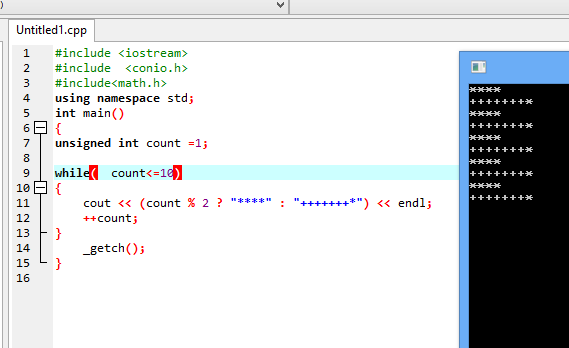 )
Untitled1.cpp
1 #include <iostream>
2 #include  <conio.h>
3 #include<math.h>
4 using namespace std;
5 int main()
6 {
7 unsigned int count =1;
8
9 while(  count<=10)
10 {
11     cout << (count % 2 ? "****" : "+++++++*") << endl;
12     ++count;
13 }
14     _getch();
15 }
16
****
+++++++*
****
+++++++*
****
+++++++*
****
+++++++*
****
+++++++*